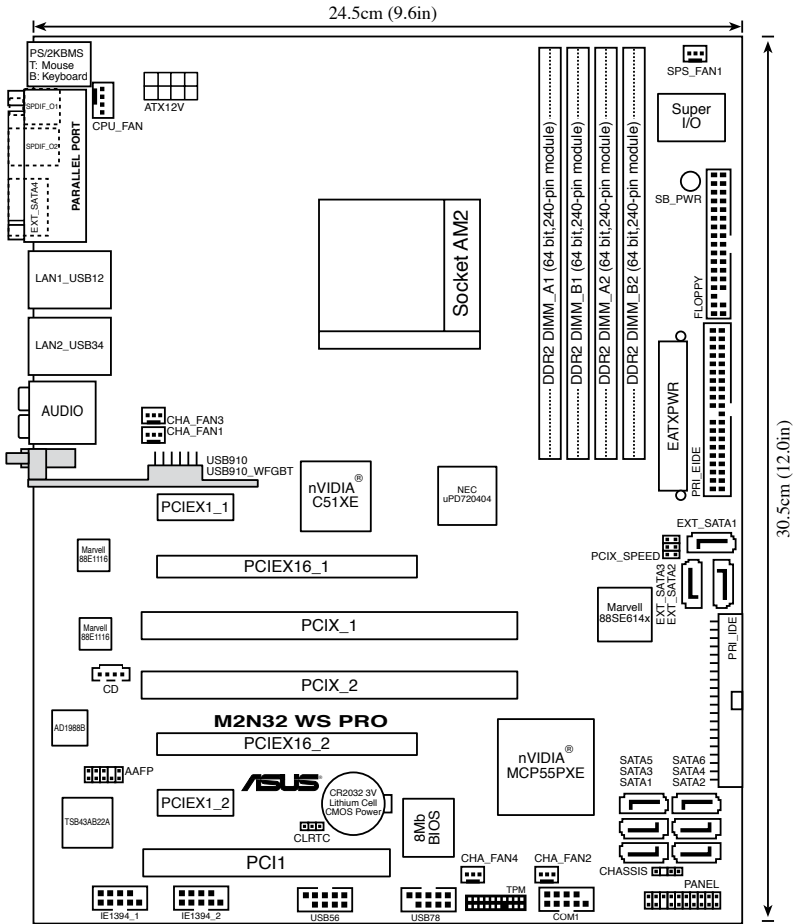 24.5cm (9.6in)
PS/2KBMS
T: Mouse
B: Keyboard
CPU_FAN
ATX12V
SPS_FAN1
Super
I/O
SPDIF_O1
SPDIF_O2
EXT_SATA4
PARALLEL PORT
Socket AM2
DDR2 DIMM_A1 (64 bit,240-pin module)
DDR2 DIMM_B1 (64 bit,240-pin module)
DDR2 DIMM_A2 (64 bit,240-pin module)
DDR2 DIMM_B2 (64 bit,240-pin module)
SB_PWR
FLOPPY
LAN1_USB12
LAN2_USB34
AUDIO
EATXPWR
PRI_EIDE
30.5cm (12.0in)
CHA_FAN3
CHA_FAN1
USB910
USB910_WFGBT
PCIEX1_1
nVIDIA®
C51XE
NEC
uPD720404
EXT_SATA1
PCIX_SPEED
EXT_SATA3
EXT_SATA2
Marvell
88E1116
PCIEX16_1
Marvell
88SE614x
PRI_IDE
PCIX_1
Marvell
88E1116
CD
PCIX_2
M2N32 WS PRO
AD1988B
PCIEX16_2
nVIDIA®
MCP55PXE
AAFP
ASUS®
SATA5
SATA3
SATA1
SATA6
SATA4
SATA2
TSB43AB22A
PCIEX1_2
CR2032 3V
Lithium Cell
CMOS Power
CLRTC
8Mb
BIOS
PCI1
CHA_FAN4
CHA_FAN2
CHASSIS
PANEL
IE1394_1
IE1394_2
USB56
USB78
TPM
COM1